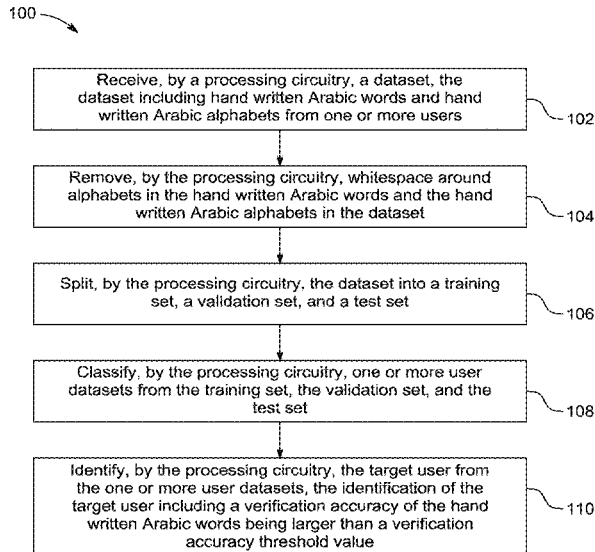 100
Receive, by a processing circuitry, a dataset, the
dataset including hand written Arabic words and hand
written Arabic alphabets from one or more users
102
Remove, by the processing circuitry, whitespace around
alphabets in the hand written Arabic words and the hand
written Arabic alphabets in the dataset
104
Split, by the processing circuitry, the dataset into a training
set, a validation set, and a test set
106
Classify, by the processing circuitry, one or more user
datasets from the training set, the validation set, and the
test set
108
Identify, by the processing circuitry, the target user from
the one or more user datasets, the identification of the
target user including a verification accuracy of the hand
written Arabic words being larger than a verification
accuracy threshold value
110